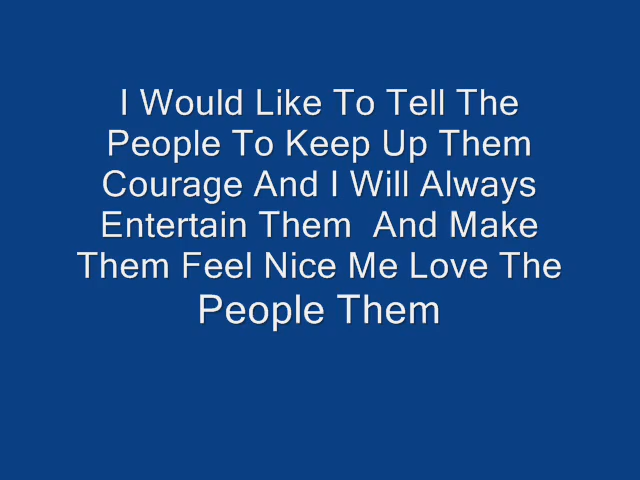 I Would Like To Tell The
People To Keep Up Them
Courage And I Will Always
Entertain Them  And Make
Them Feel Nice Me Love The
People Them